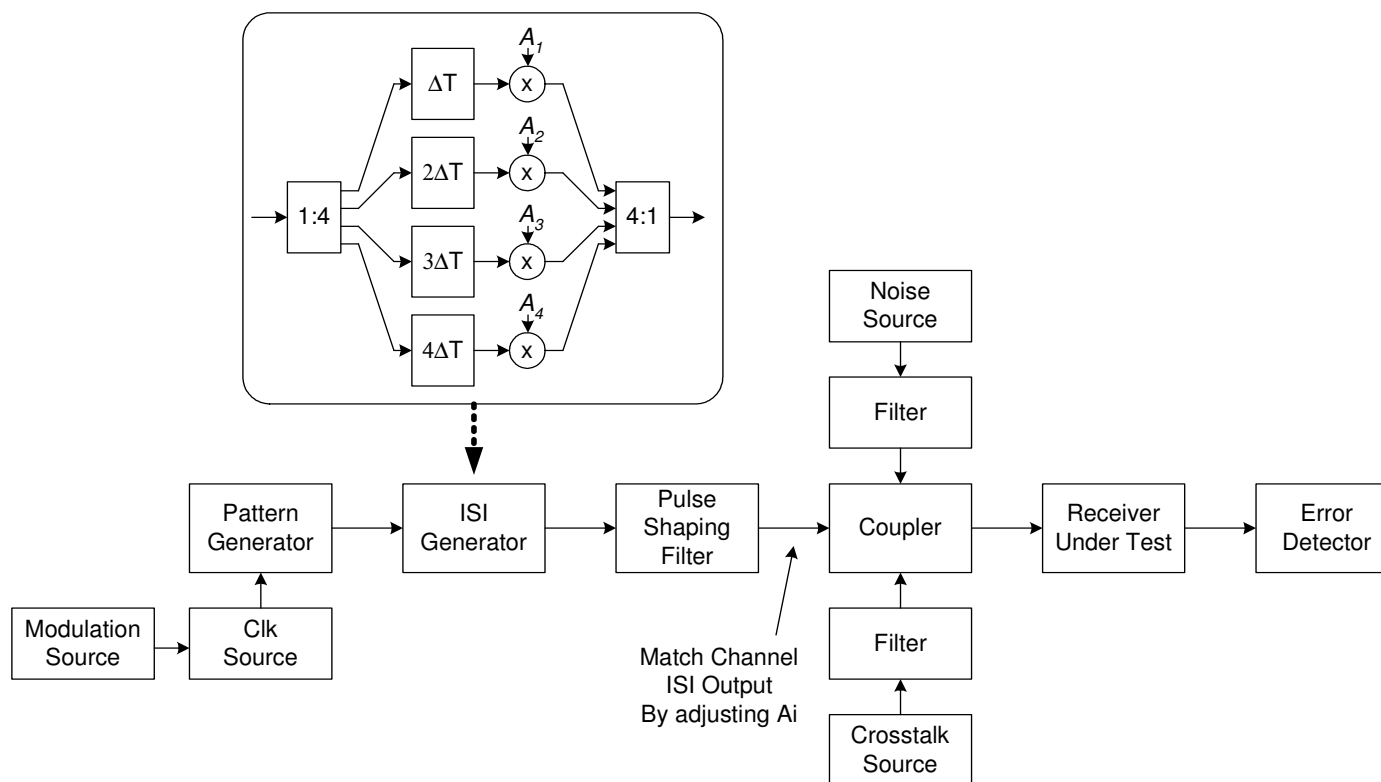 A1
ΔT
x
A2
2ΔT
x
1:4
4:1
A3
3ΔT
x
A4
4ΔT
x
Noise
Source
Filter
Pattern
Generator
ISI
Generator
Pulse
Shaping
Filter
Coupler
Receiver
Under Test
Error
Detector
Modulation
Source
Clk
Source
Match Channel
ISI Output
By adjusting Ai
Filter
Crosstalk
Source